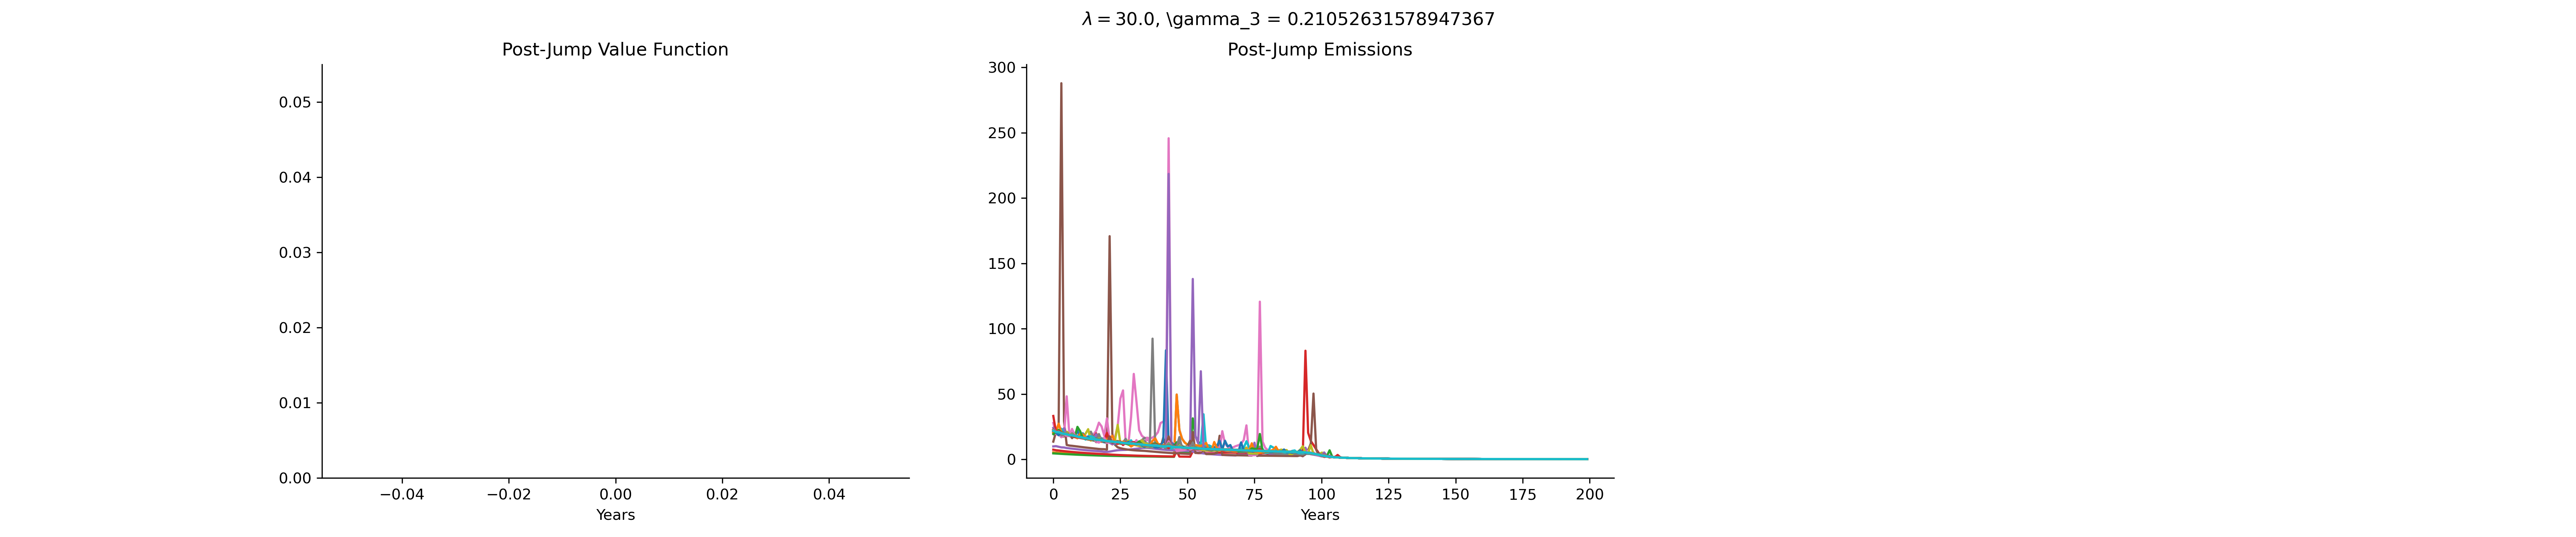 λ = 30.0, \gamma_3 = 0.21052631578947367
Post-Jump Value Function
0.05
0.04
0.03
0.02
0.01
0.00
−0.04 −0.02 0.00 0.02 0.04
Years
Post-Jump Emissions
300
250
200
150
100
50
0
0 25 50 75 100 125 150 175 200
Years